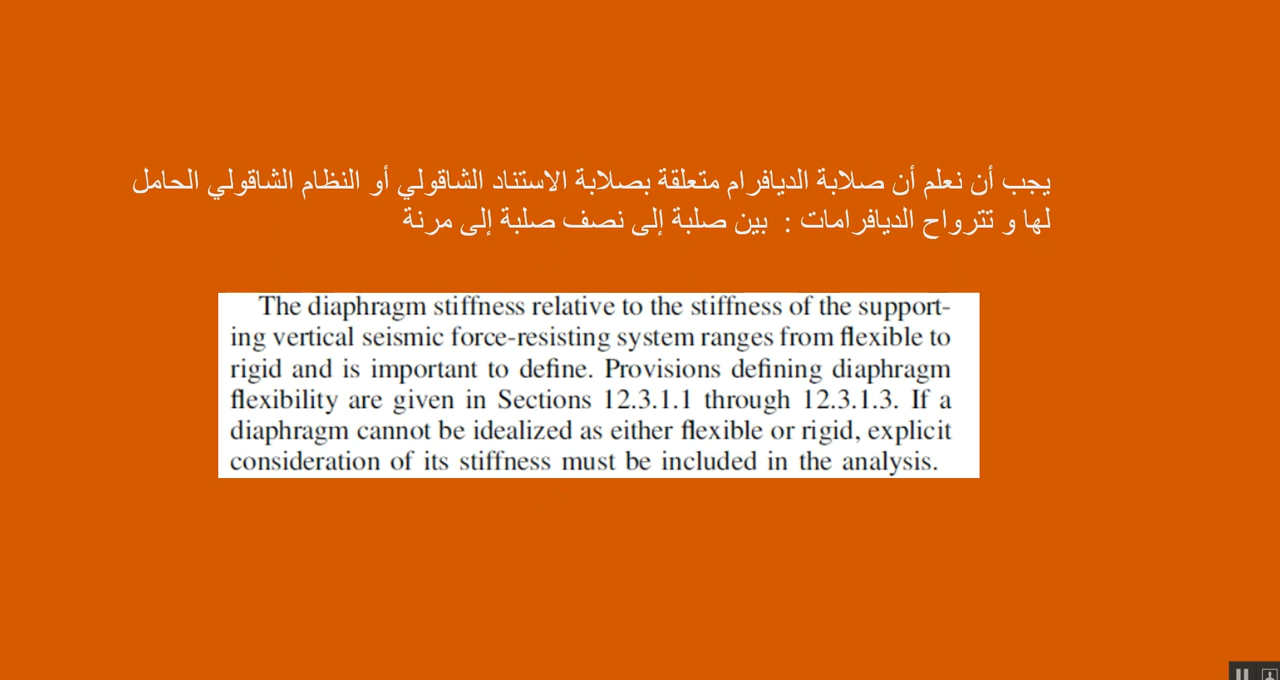 يجب أن نعلم أن صلابة الديافرام متعلقة بصلابة الاستناد الشاقولي أو النظام الشاقولي الحامل
لها و تترواح الديافرامات : بين صلبة إلى نصف صلبة إلى مرنة
The diaphragm stiffness relative to the stiffness of the support-
ing vertical seismic force-resisting system ranges from flexible to
rigid and is important to define. Provisions defining diaphragm
flexibility are given in Sections 12.3.1.1 through 12.3.1.3. If a
diaphragm cannot be idealized as either flexible or rigid, explicit
consideration of its stiffness must be included in the analysis.